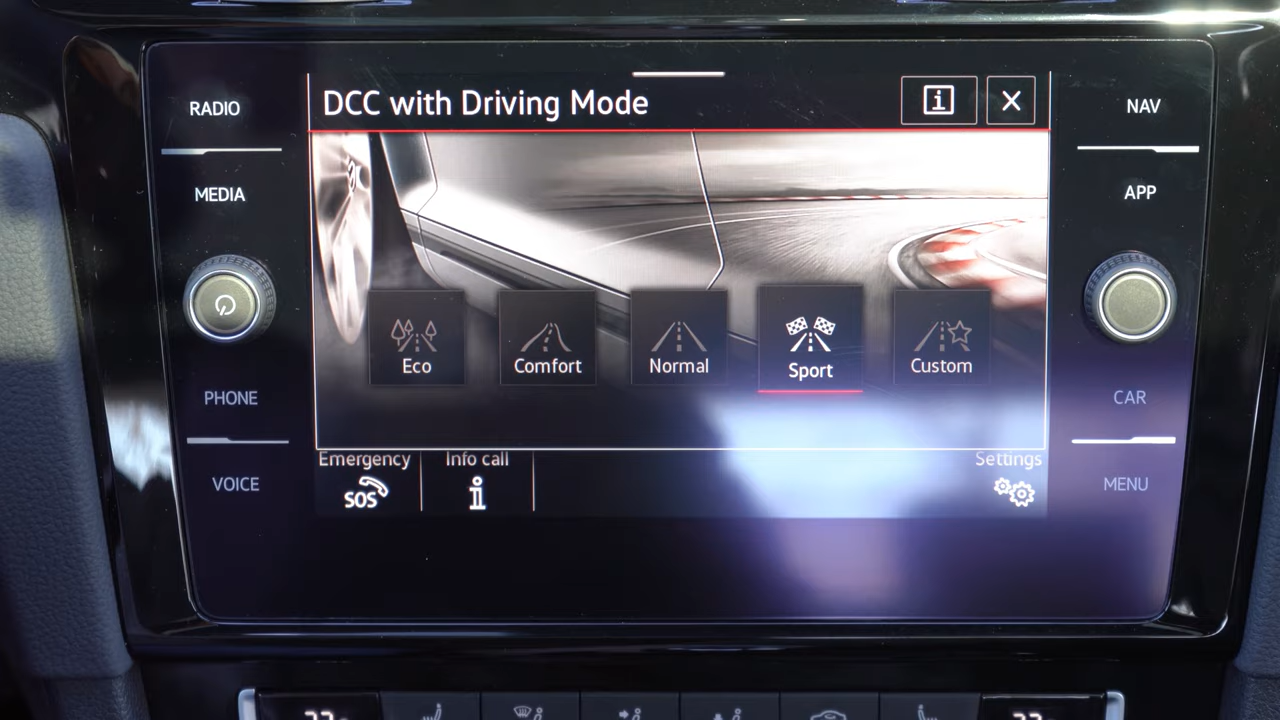 RADIO
MEDIA
PHONE
VOICE
DCC with Driving Mode
Eco
Comfort
Normal
Sport
Custom
Emergency
SOS
Info call
Settings
NAV
APP
CAR
MENU